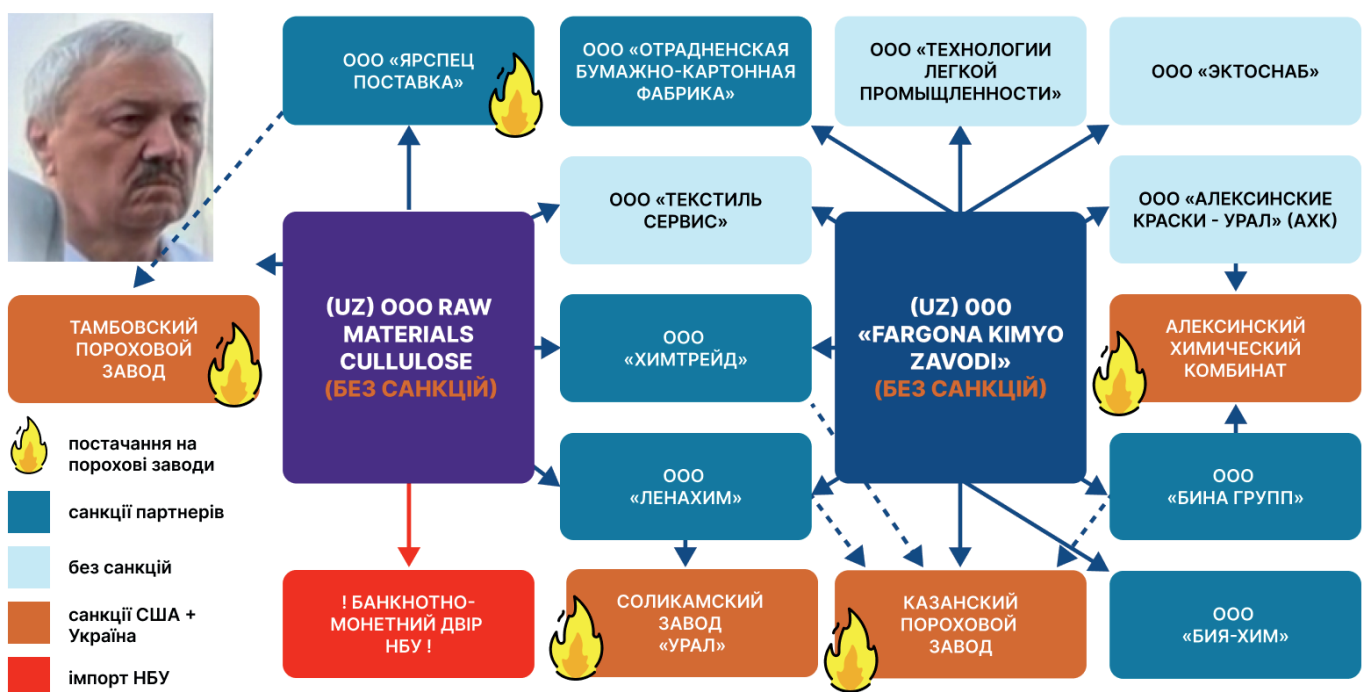 ООО «ЯРСПЕЦ
ПОСТАВКА»
ООО «ОТРАДНЕНСКАЯ
БУМАЖНО-КАРТОННАЯ
ФАБРИКА»
ООО «ТЕХНОЛОГИИ
ЛЕГКОЙ
ПРОМЫЩЛЕННОСТИ»
ООО «ЭКТОСНАБ»
ООО «ТЕКСТИЛЬ
СЕРВИС»
ООО «АЛЕКСИНСКИЕ
КРАСКИ - УРАЛ» (АХК)
ТАМБОВСКИЙ
ПОРОХОВОЙ
ЗАВОД
(UZ) ООО RAW
MATERIALS
CULLULOSE
(БЕЗ САНКЦІЙ)
ООО
«ХИМТРЕЙД»
(UZ) 000
«FARGONA KIMYO
ZAVODI»
(БЕЗ САНКЦІЙ)
АЛЕКСИНСКИЙ
ХИМИЧЕСКИЙ
КОМБИНАТ
ООО
«ЛЕНАХИМ»
ООО
«БИНА ГРУПП»
! БАНКНОТНО-
МОНЕТНИЙ ДВІР
НБУ !
СОЛИКАМСКИЙ
ЗАВОД
«УРАЛ»
КАЗАНСКИЙ
ПОРОХОВОЙ
ЗАВОД
ООО
«БИЯ-ХИМ»
постачання на
порохові заводи
санкції партнерів
без санкцій
санкції США +
Україна
імпорт НБУ